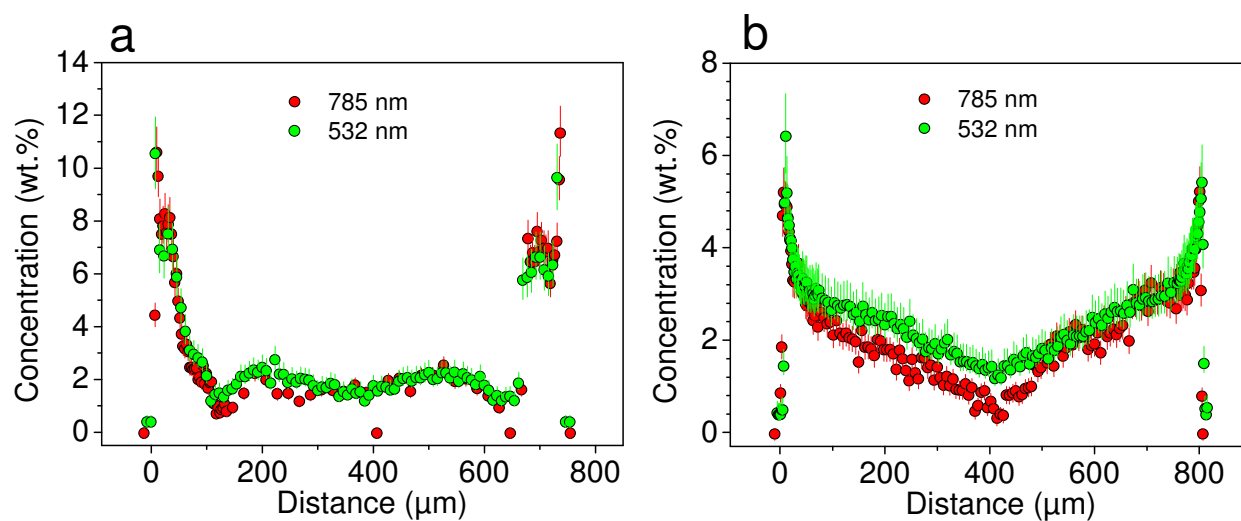 a
14
12
10
8
6
4
2
0
Concentration (wt.%)
785 nm
532 nm
0 200 400 600 800
Distance (µm)
b
8
6
4
2
0
Concentration (wt.%)
785 nm
532 nm
0 200 400 600 800
Distance (µm)